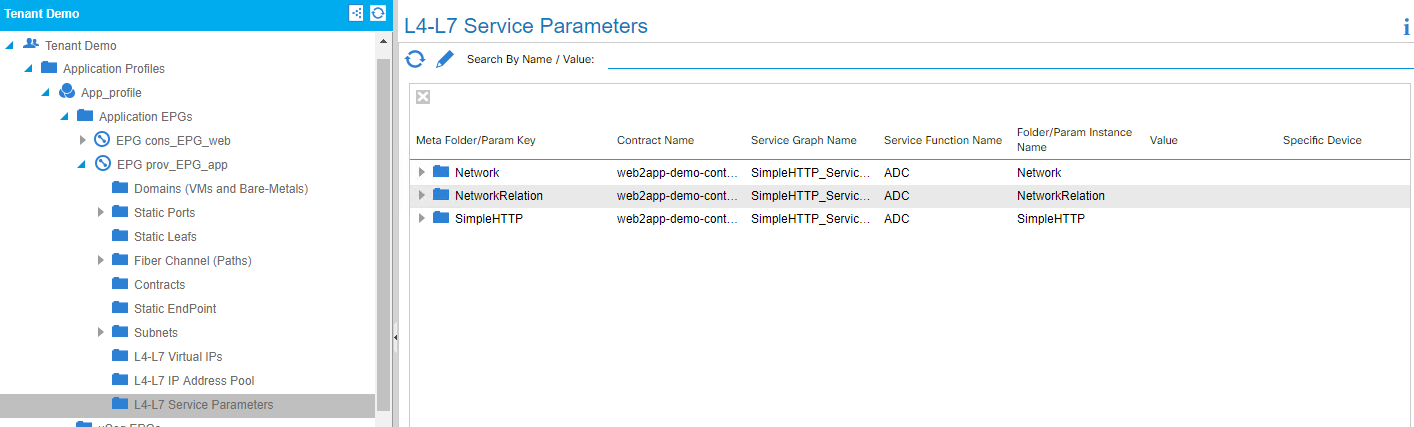 Tenant Demo
Tenant Demo
Application Profiles
App_profile
Application EPGs
EPG cons_EPG_web
EPG prov_EPG_app
Domains (VMs and Bare-Metals)
Static Ports
Static Leafs
Fiber Channel (Paths)
Contracts
Static EndPoint
Subnets
L4-L7 Virtual IPs
L4-L7 IP Address Pool
L4-L7 Service Parameters
L4-L7 Service Parameters
i
Search By Name / Value:
Meta Folder/Param Key Contract Name Service Graph Name Service Function Name Folder/Param Instance Name Value Specific Device
Network web2app-demo-cont... SimpleHTTP_Servic... ADC Network
NetworkRelation web2app-demo-cont... SimpleHTTP_Servic... ADC NetworkRelation
SimpleHTTP web2app-demo-cont... SimpleHTTP_Servic... ADC SimpleHTTP